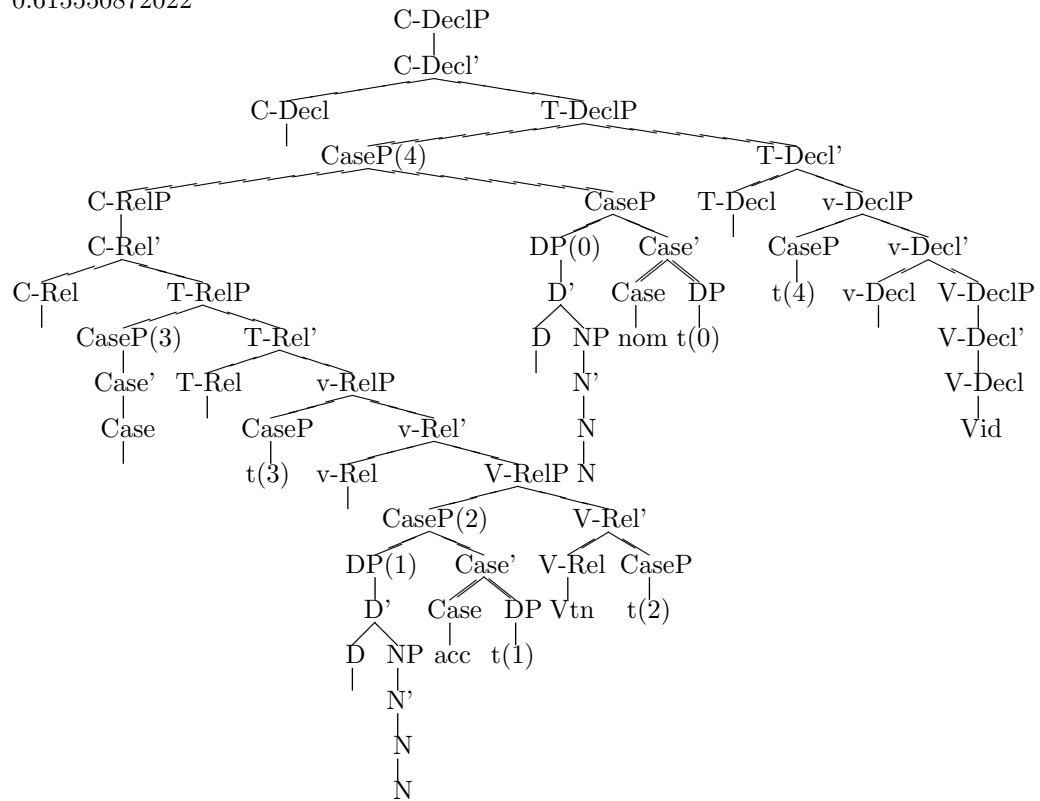 C-DeclP
C-Decl'
C-Decl T-DeclP
CaseP(4) T-Decl'
C-RelP CaseP T-Decl v-DeclP
C-Rel' DP(0) Case' CaseP v-Decl'
C-Rel T-RelP D' Case DP t(4) v-Decl V-DeclP
CaseP(3) T-Rel' D NP nom t(0) V-Decl'
Case' T-Rel v-RelP N' V-Decl
Case CaseP v-Rel' N Vid
t(3) v-Rel V-RelP N
CaseP(2) V-Rel'
DP(1) Case' V-Rel CaseP
D' Case DP Vtn t(2)
D NP acc t(1)
N'
N
N